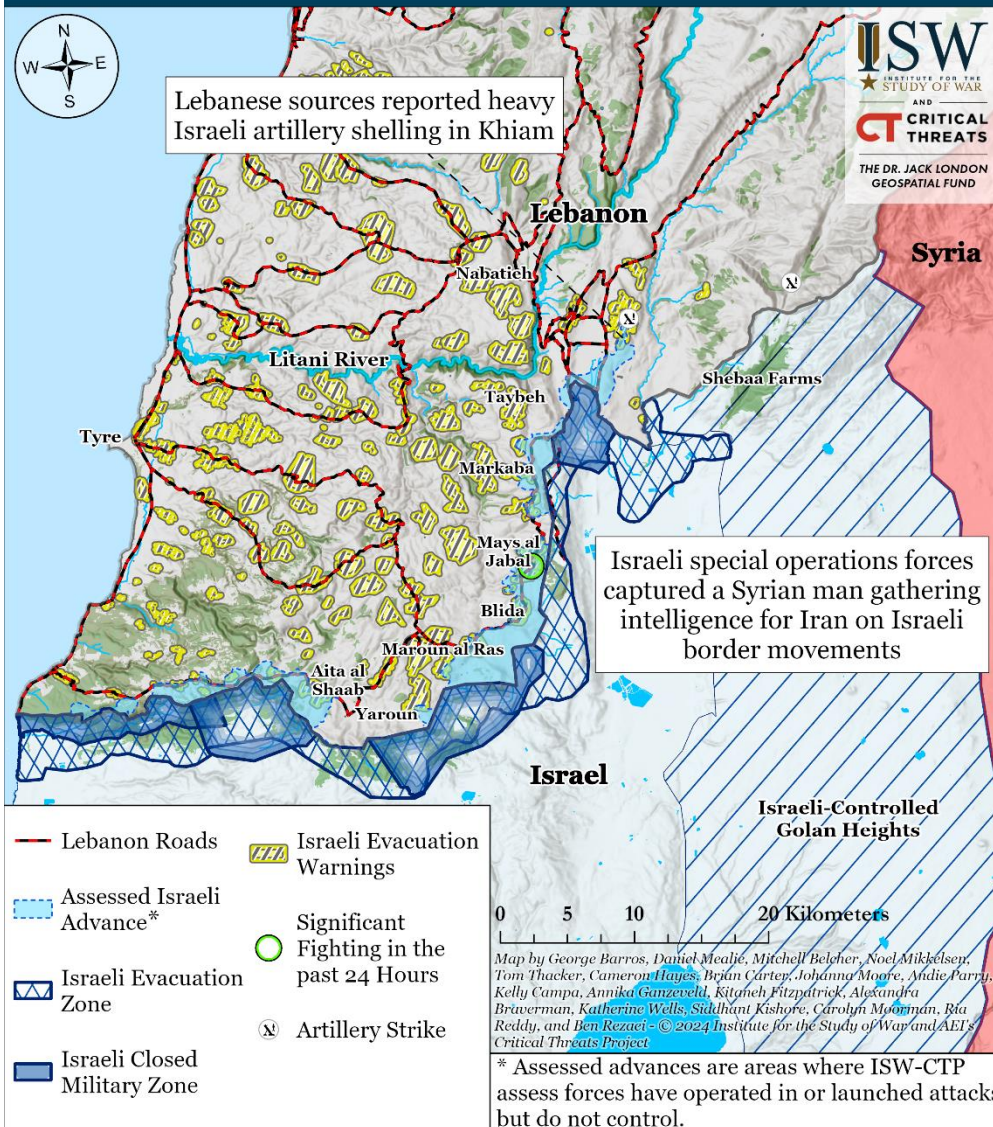 N
W E
S
ISW
INSTITUTE FOR THE
STUDY OF WAR
AND
CT CRITICAL
THREATS
THE DR. JACK LONDON
GEOSPATIAL FUND
Lebanese sources reported heavy
Israeli artillery shelling in Khiam
Lebanon
Syria
Nabatieh
Litani River
Shebaa Farms
Taybeh
Tyre
Markaba
Mays al
Jabal
Israeli special operations forces
captured a Syrian man gathering
intelligence for Iran on Israeli
border movements
Blida
Maroun al Ras
Aita al
Shaab
Yaroun
Israel
Israeli-Controlled
Golan Heights
Lebanon Roads
Assessed Israeli
Advance*
Israeli Evacuation
Zone
Israeli Closed
Military Zone
Israeli Evacuation
Warnings
Significant
Fighting in the
past 24 Hours
Artillery Strike
0 5 10 20 Kilometers
Map by George Barros, Daniel Mealie, Mitchell Belcher, Noel Mikkelsen,
Tom Thacker, Cameron Hayes, Brian Carter, Johanna Moore, Andie Parry,
Kelly Campa, Annika Ganzeveld, Kitaneh Fitzpatrick, Alexandra
Braverman, Katherine Wells, Siddhant Kishore, Carolyn Moorman, Ria
Reddy, and Ben Rezaei - © 2024 Institute for the Study of War and AEI's
Critical Threats Project
* Assessed advances are areas where ISW-CTP
assess forces have operated in or launched attacks
but do not control.